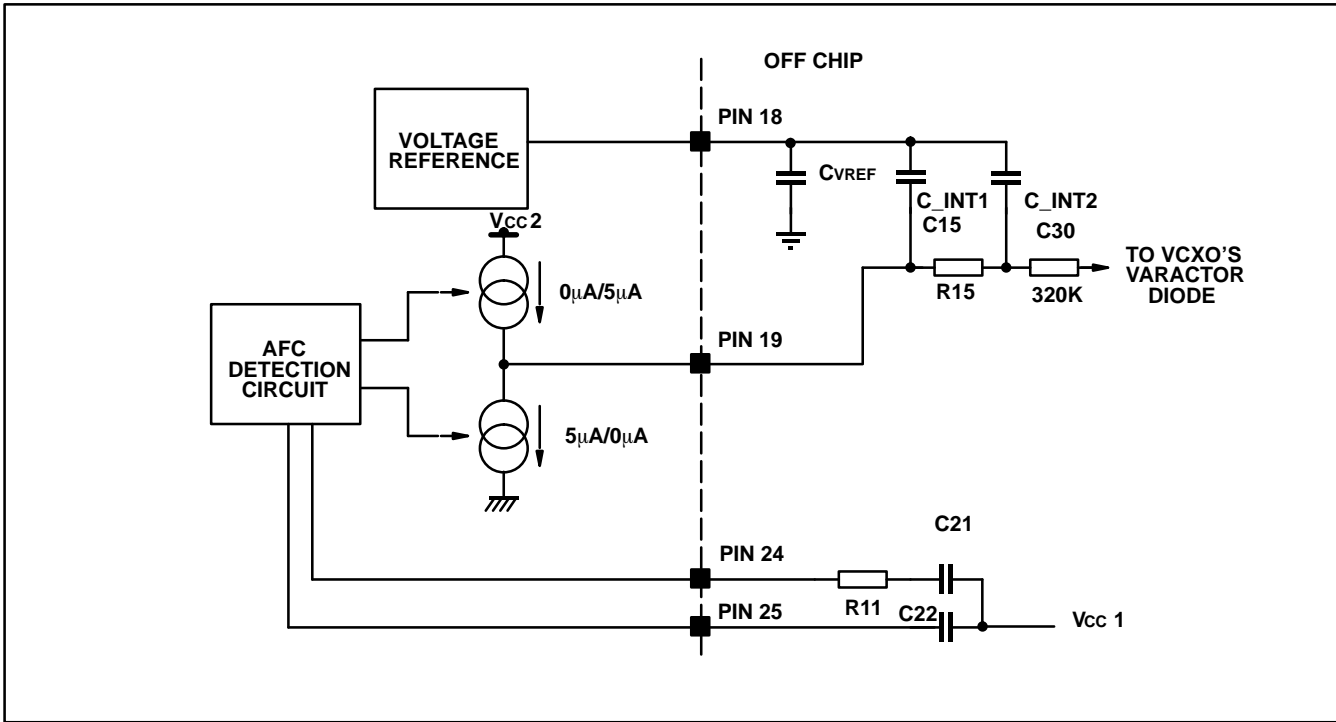 OFF CHIP
PIN 18
VOLTAGE
REFERENCE
CVREF
C_INT1
C15
C_INT2
C30
VCC 2
TO VCXO'S
VARACTOR
DIODE
0µA/5µA
R15
320K
PIN 19
AFC
DETECTION
CIRCUIT
5µA/0µA
C21
PIN 24
R11
PIN 25
C22
VCC 1